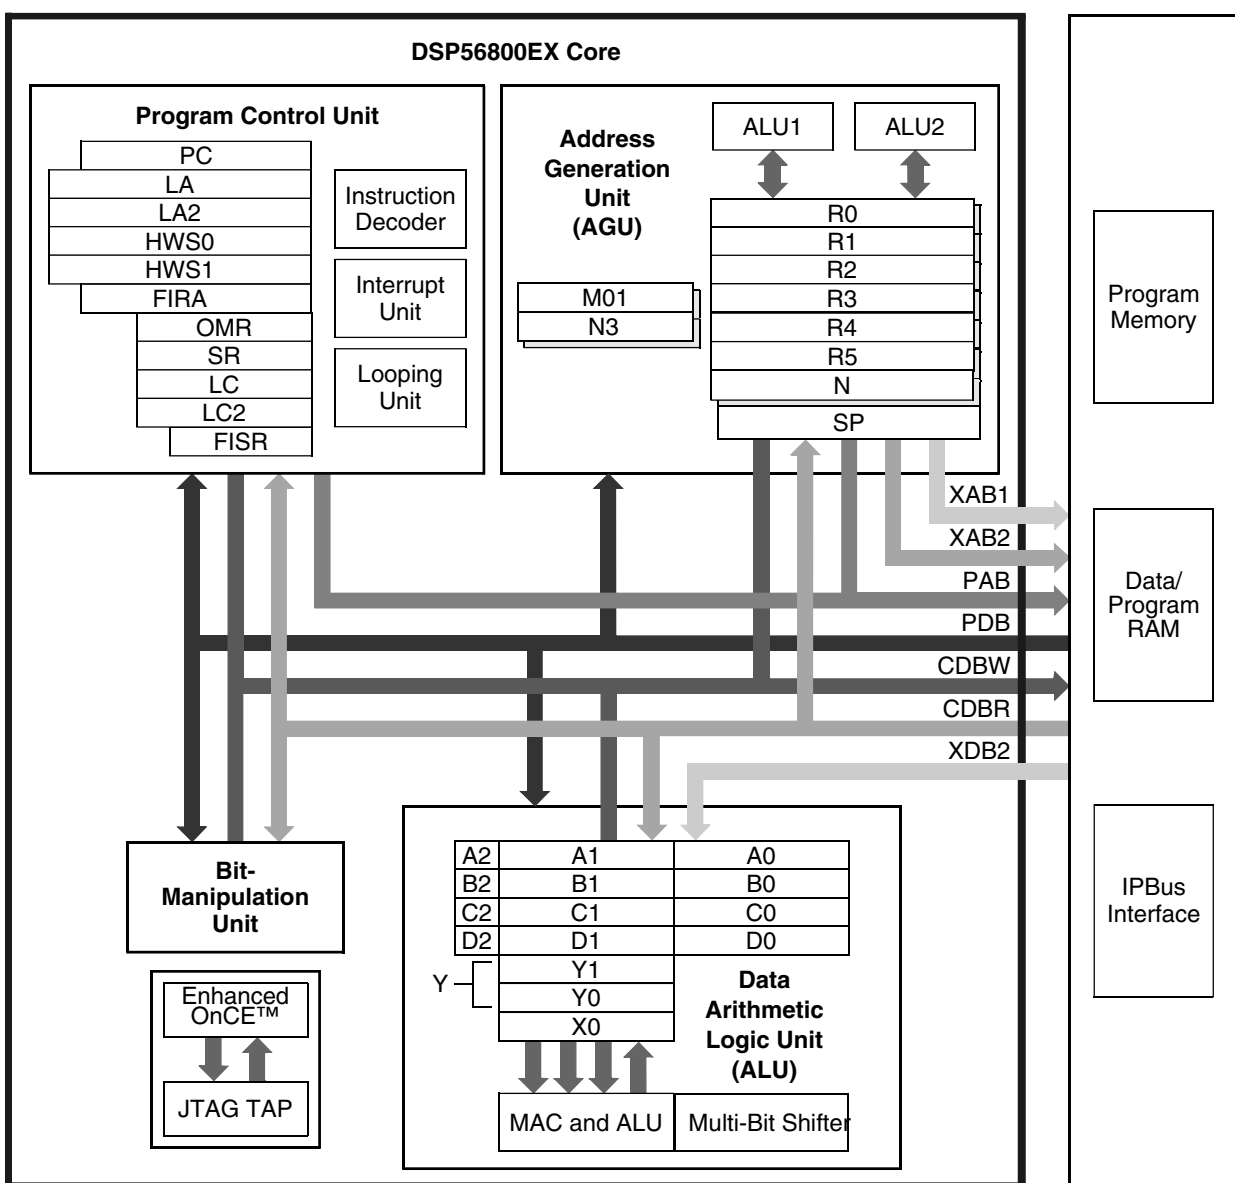 DSP56800EX Core
Program Control Unit
PC
LA
LA2
HWS0
HWS1
FIRA
OMR
SR
LC
LC2
FISR
Instruction
Decoder
Interrupt
Unit
Looping
Unit
Address
Generation
Unit
(AGU)
ALU1
ALU2
M01
N3
R0
R1
R2
R3
R4
R5
N
SP
XAB1
XAB2
PAB
PDB
CDBW
CDBR
XDB2
Program
Memory
Data/
Program
RAM
IPBus
Interface
Bit-
Manipulation
Unit
Enhanced
OnCE™
JTAG TAP
A2 A1 A0
B2 B1 B0
C2 C1 C0
D2 D1 D0
Y
Y1
Y0
X0
Data
Arithmetic
Logic Unit
(ALU)
MAC and ALU
Multi-Bit Shifter